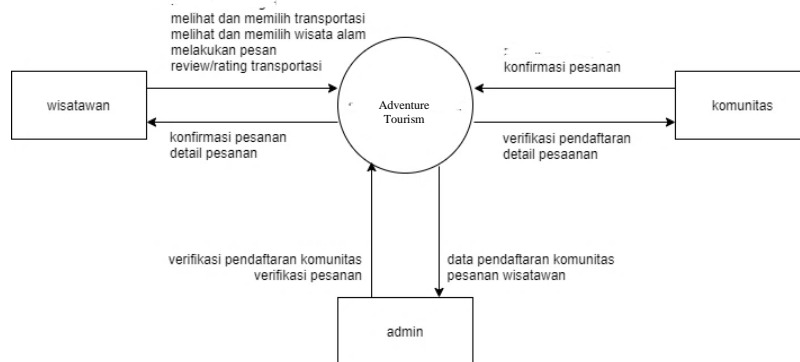 melihat dan memilih transportasi
melihat dan memilih wisata alam
melakukan pesan
review/rating transportasi
konfirmasi pesanan
wisatawan
Adventure
Tourism
komunitas
konfirmasi pesanan
detail pesanan
verifikasi pendaftaran
detail pesaanan
verifikasi pendaftaran komunitas
verifikasi pesanan
data pendaftaran komunitas
pesanan wisatawan
admin